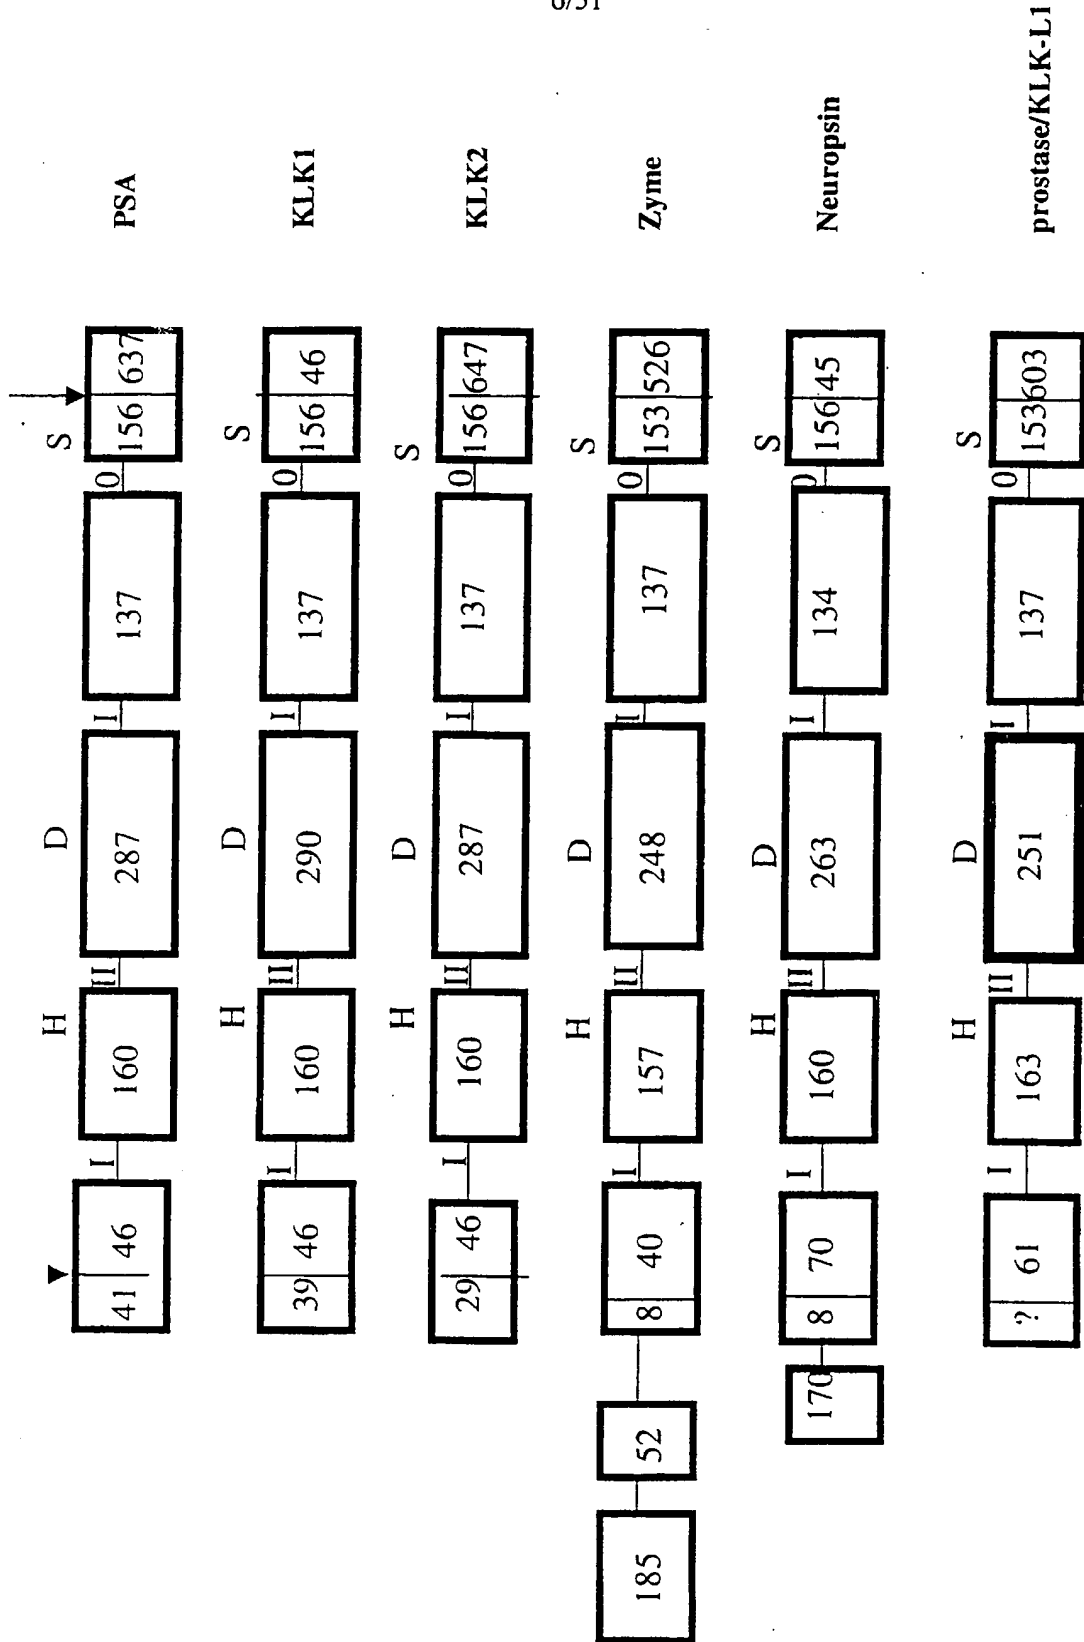 H D S
41 46 I 160 II 287 I 137 0 156 637 PSA
H D S
39 46 I 160 II 290 I 137 0 156 46 KLK1
H D S
29 46 I 160 II 287 I 137 0 156 647 KLK2
H D S
185 52 8 40 I 157 II 248 I 137 0 153 526 Zyme
H D S
170 8 70 I 160 II 263 I 134 0 156 45 Neuropsin
H D S
? 61 I 163 II 251 I 137 0 153 603 prostase/KLK-L1